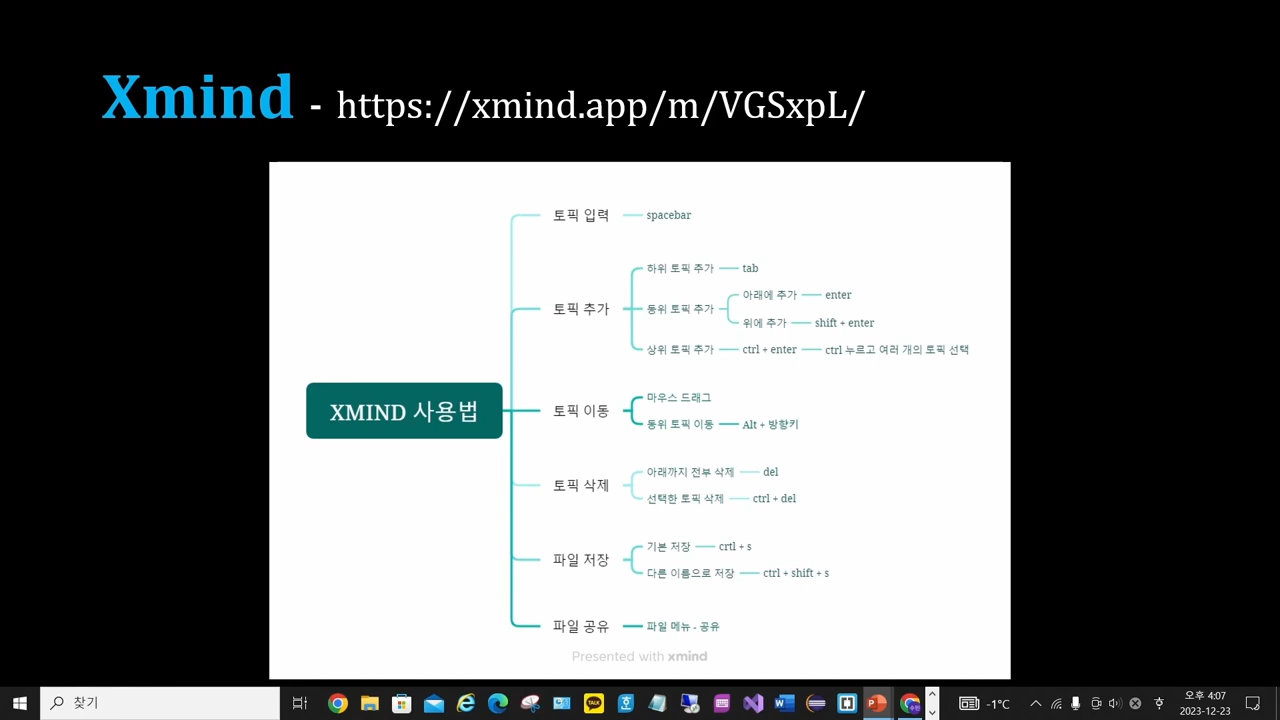 Xmind - https://xmind.app/m/VGSxpL/
XMIND 사용법
토픽 입력
spacebar
토픽 추가
하위 토픽 추가
tab
동위 토픽 추가
아래에 추가
enter
위에 추가
shift + enter
상위 토픽 추가
ctrl + enter
ctrl 누르고 여러 개의 토픽 선택
토픽 이동
마우스 드래그
동위 토픽 이동
Alt + 방향키
토픽 삭제
아래까지 전부 삭제
del
선택한 토픽 삭제
ctrl + del
파일 저장
기본 저장
crtl + s
다른 이름으로 저장
ctrl + shift + s
파일 공유
파일 메뉴 - 공유
Presented with xmind
찾기
TALK
-1°C
오후 4:07
2023-12-23